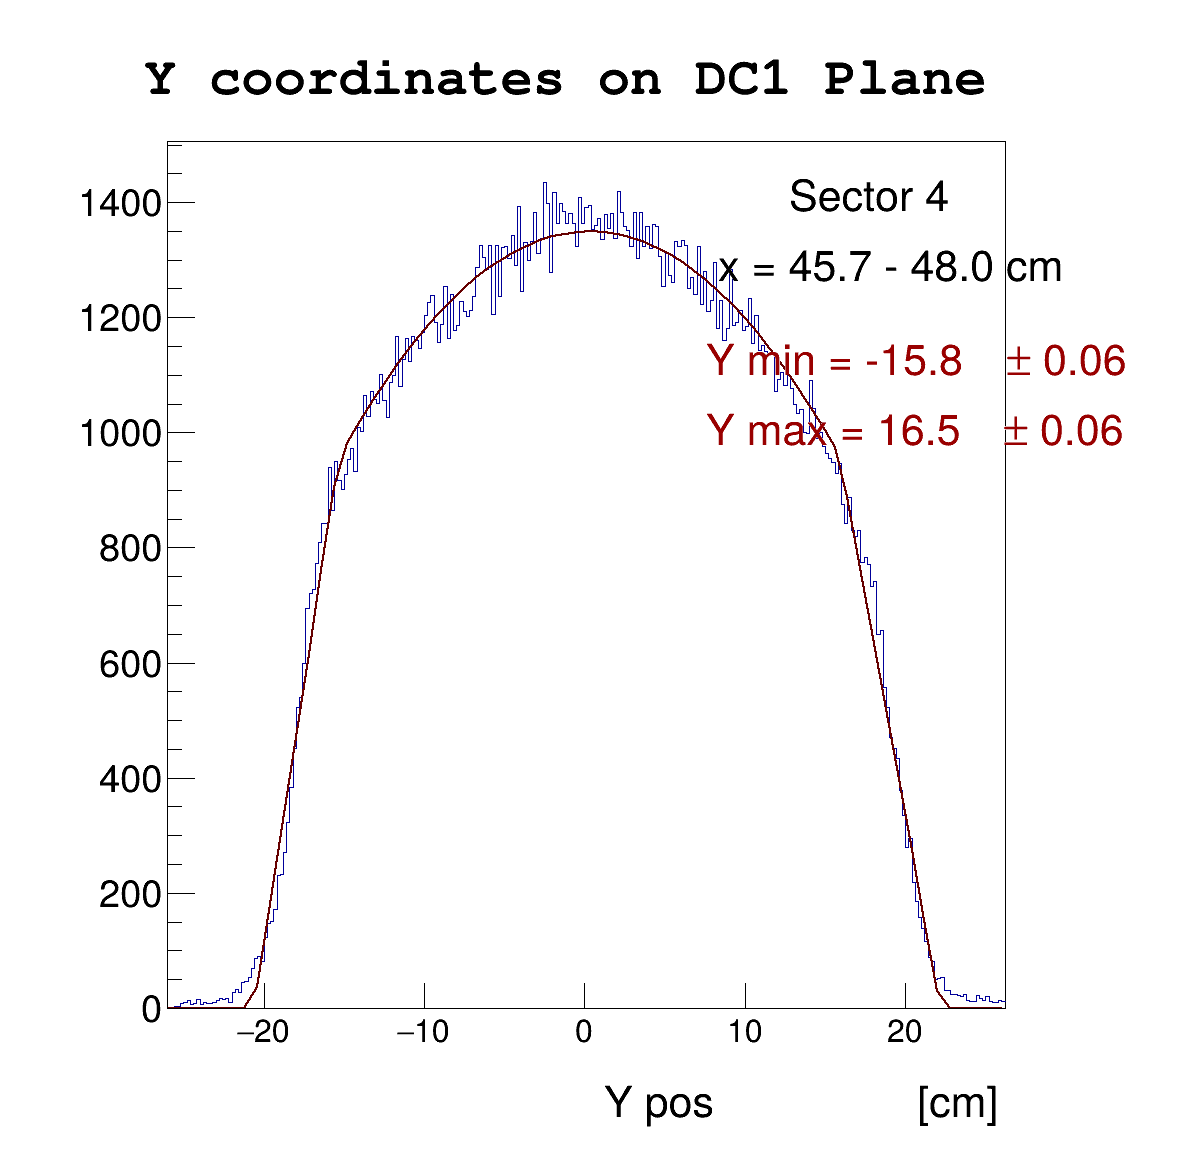 Y coordinates on DC1 Plane
Sector 4
x = 45.7 - 48.0 cm
Y min = -15.8 ± 0.06
Y max = 16.5 ± 0.06
1400
1200
1000
800
600
400
200
0
−20 −10 0 10 20
Y pos [cm]